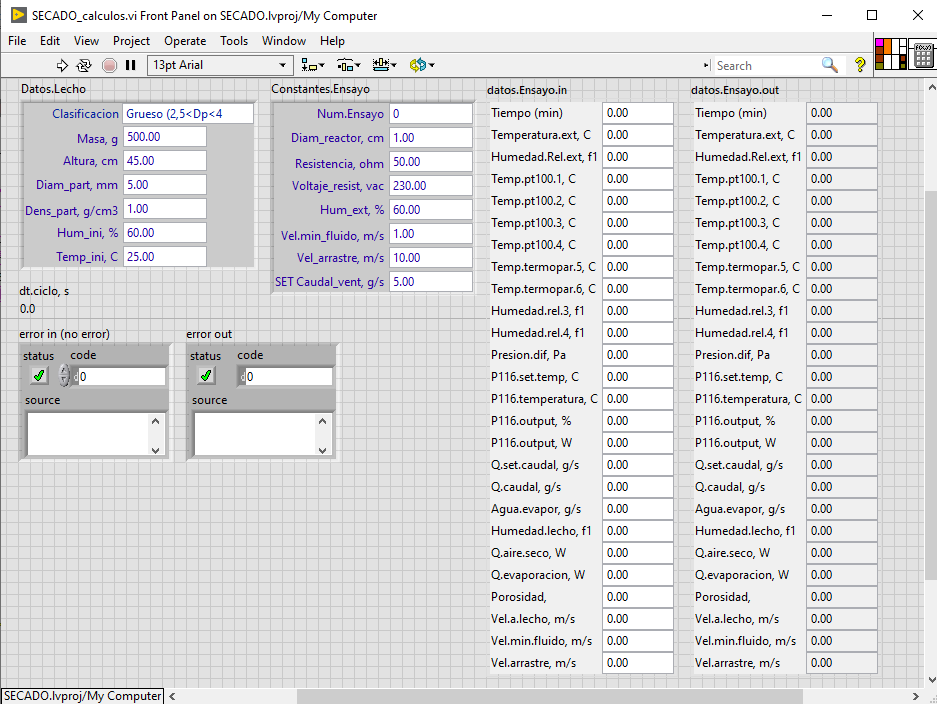 SECADO_calculos.vi Front Panel on SECADO.lvproj/My Computer
File Edit View Project Operate Tools Window Help
13pt Arial
Search
?
Datos.Lecho
Clasificacion Grueso (2,5<Dp<4
Masa, g 500.00
Altura, cm 45.00
Diam_part, mm 5.00
Dens_part, g/cm3 1.00
Hum_ini, % 60.00
Temp_ini, C 25.00
dt.ciclo, s
0.0
error in (no error)
status code
0
source
error out
status code
0
source
Constantes.Ensayo
Num.Ensayo 0
Diam_reactor, cm 1.00
Resistencia, ohm 50.00
Voltaje_resist, vac 230.00
Hum_ext, % 60.00
Vel.min_fluido, m/s 1.00
Vel_arrastre, m/s 10.00
SET Caudal_vent, g/s 5.00
datos.Ensayo.in
Tiempo (min) 0.00
Temperatura.ext, C 0.00
Humedad.Rel.ext, f1 0.00
Temp.pt100.1, C 0.00
Temp.pt100.2, C 0.00
Temp.pt100.3, C 0.00
Temp.pt100.4, C 0.00
Temp.termopar.5, C 0.00
Temp.termopar.6, C 0.00
Humedad.rel.3, f1 0.00
Humedad.rel.4, f1 0.00
Presion.dif, Pa 0.00
P116.set.temp, C 0.00
P116.temperatura, C 0.00
P116.output, % 0.00
P116.output, W 0.00
Q.set.caudal, g/s 0.00
Q.caudal, g/s 0.00
Agua.evapor, g/s 0.00
Humedad.lecho, f1 0.00
Q.aire.seco, W 0.00
Q.evaporacion, W 0.00
Porosidad, 0.00
Vel.a.lecho, m/s 0.00
Vel.min.fluido, m/s 0.00
Vel.arrastre, m/s 0.00
datos.Ensayo.out
Tiempo (min) 0.00
Temperatura.ext, C 0.00
Humedad.Rel.ext, f1 0.00
Temp.pt100.1, C 0.00
Temp.pt100.2, C 0.00
Temp.pt100.3, C 0.00
Temp.pt100.4, C 0.00
Temp.termopar.5, C 0.00
Temp.termopar.6, C 0.00
Humedad.rel.3, f1 0.00
Humedad.rel.4, f1 0.00
Presion.dif, Pa 0.00
P116.set.temp, C 0.00
P116.temperatura, C 0.00
P116.output, % 0.00
P116.output, W 0.00
Q.set.caudal, g/s 0.00
Q.caudal, g/s 0.00
Agua.evapor, g/s 0.00
Humedad.lecho, f1 0.00
Q.aire.seco, W 0.00
Q.evaporacion, W 0.00
Porosidad, 0.00
Vel.a.lecho, m/s 0.00
Vel.min.fluido, m/s 0.00
Vel.arrastre, m/s 0.00
SECADO.lvproj/My Computer